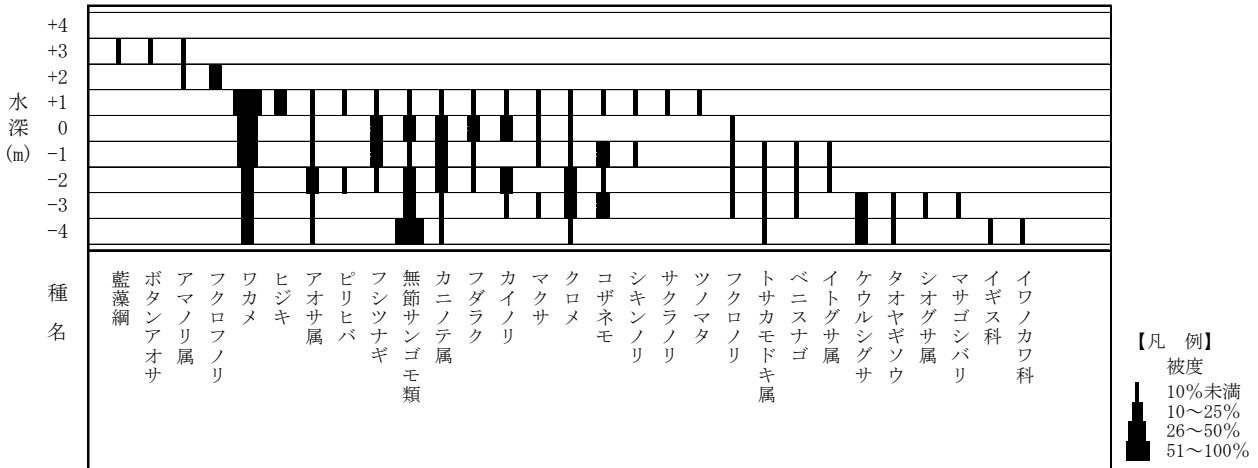 +4
+3
+2
+1
0
-1
-2
-3
-4
水深(m)
種名
藍藻綱
ボタンアオサ
アマノリ属
フクロフノリ
ワカメ
ヒジキ
アオサ属
ピリヒバ
フシツナギ
無節サンゴモ類
カニノテ属
フダラク
カイノリ
マクサ
クロメ
コザネモ
シキンノリ
サクラノリ
ツノマタ
フクロノリ
トサカモドキ属
ベニスナゴ
イトグサ属
ケウルシグサ
タオヤギソウ
シオグサ属
マサゴシバリ
イギス科
イワノカワ科
【凡 例】
被度
10%未満
10～25%
26～50%
51～100%